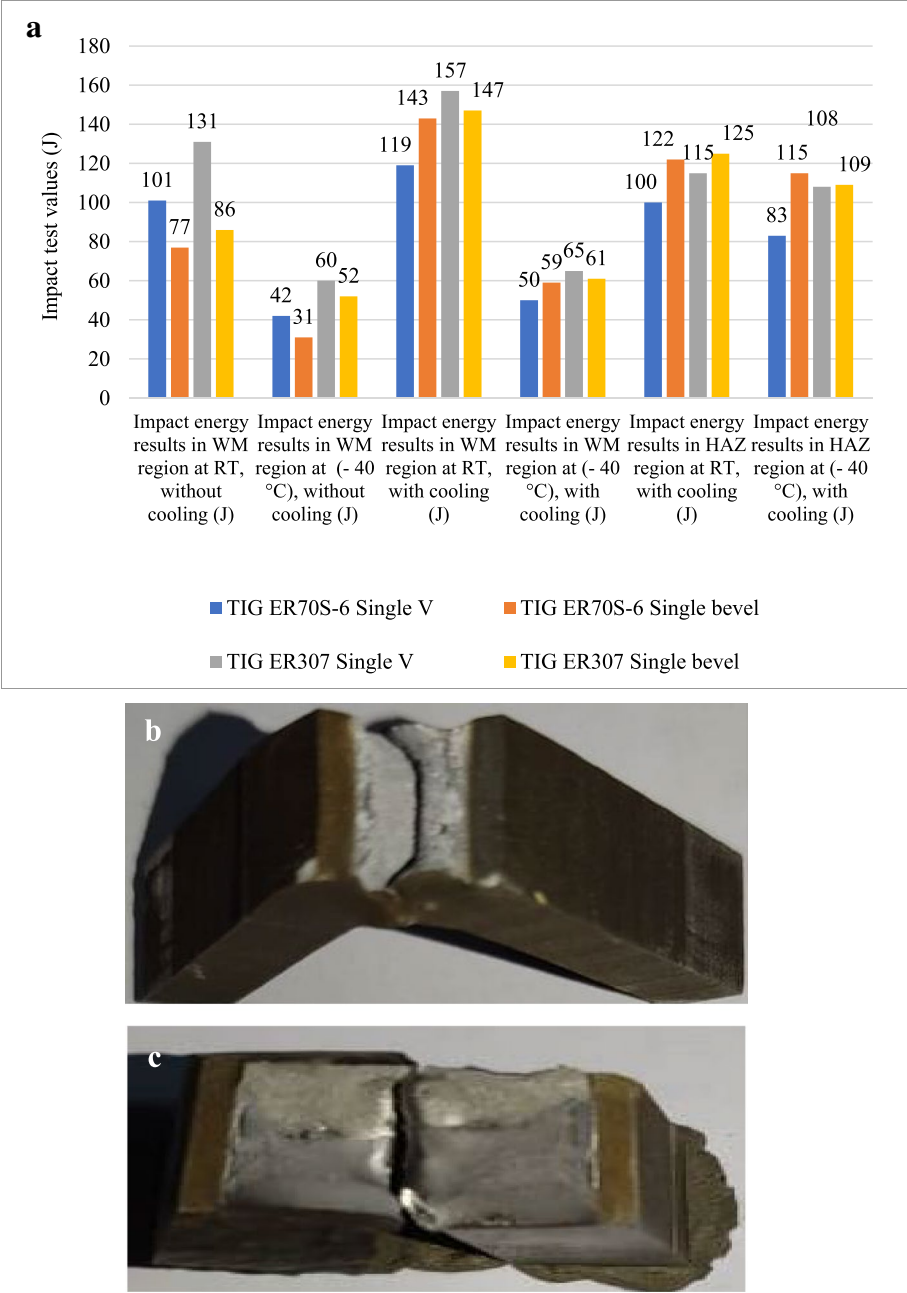 a
Impact test values (J)
180
160
140
120
100
80
60
40
20
0
101
77
131
86
42
31
60
52
119
143
157
147
50
59
65
61
100
122
115
125
83
115
108
109
Impact energy
results in WM
region at RT,
without
cooling (J)
Impact energy
results in WM
region at (- 40
°C), without
cooling (J)
Impact energy
results in WM
region at RT,
with cooling
(J)
Impact energy
results in WM
region at (- 40
°C), with
cooling (J)
Impact energy
results in HAZ
region at RT,
with cooling
(J)
Impact energy
results in HAZ
region at (- 40
°C), with
cooling (J)
TIG ER70S-6 Single V
TIG ER70S-6 Single bevel
TIG ER307 Single V
TIG ER307 Single bevel
b
c